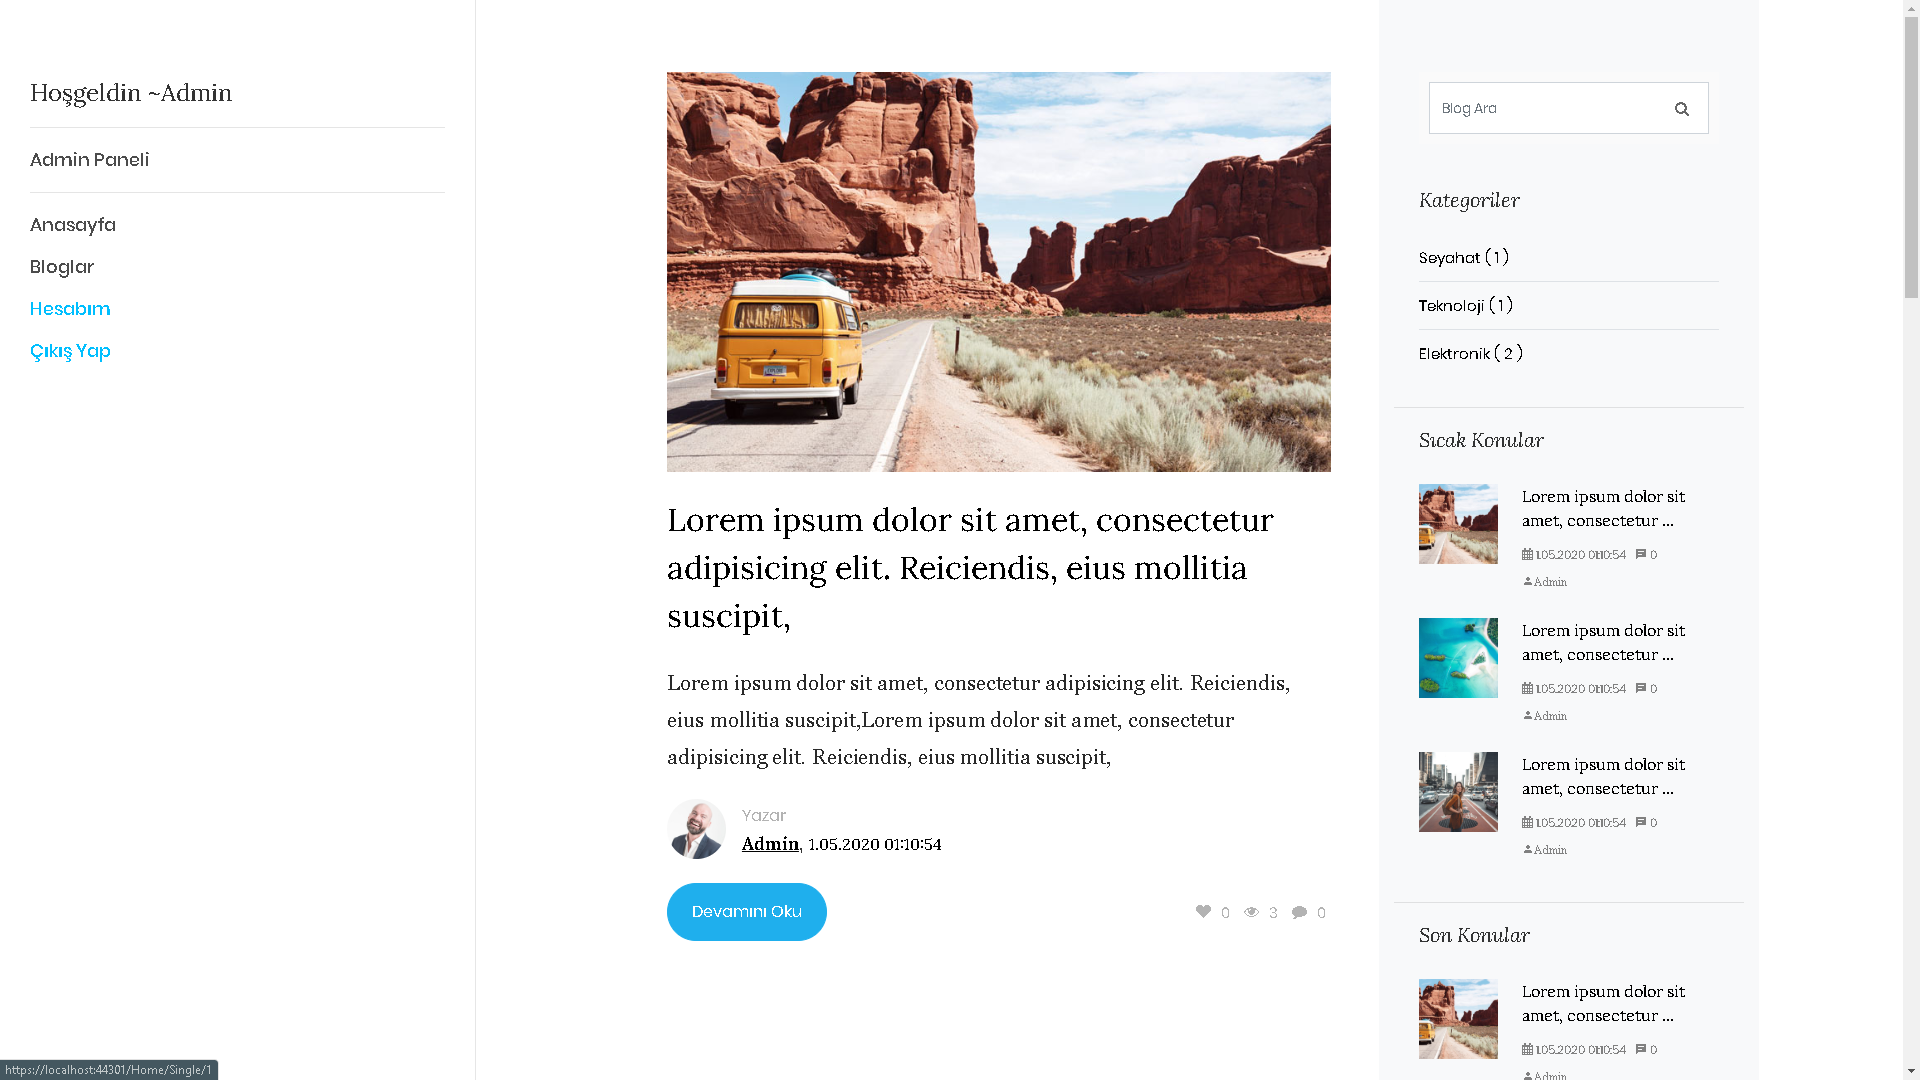 Hoşgeldin ~Admin
Admin Paneli
Anasayfa
Bloglar
Hesabım
Çıkış Yap
Lorem ipsum dolor sit amet, consectetur
adipisicing elit. Reiciendis, eius mollitia
suscipit,
Lorem ipsum dolor sit amet, consectetur adipisicing elit. Reiciendis,
eius mollitia suscipit,Lorem ipsum dolor sit amet, consectetur
adipisicing elit. Reiciendis, eius mollitia suscipit,
Yazar
Admin, 1.05.2020 01:10:54
Devamını Oku
0 3 0
Blog Ara
Kategoriler
Seyahat ( 1 )
Teknoloji ( 1 )
Elektronik ( 2 )
Sıcak Konular
Lorem ipsum dolor sit
amet, consectetur ...
1.05.2020 01:10:54 0
Admin
Lorem ipsum dolor sit
amet, consectetur ...
1.05.2020 01:10:54 0
Admin
Lorem ipsum dolor sit
amet, consectetur ...
1.05.2020 01:10:54 0
Admin
Son Konular
Lorem ipsum dolor sit
amet, consectetur ...
1.05.2020 01:10:54 0
Admin
https://localhost:44301/Home/Single/1